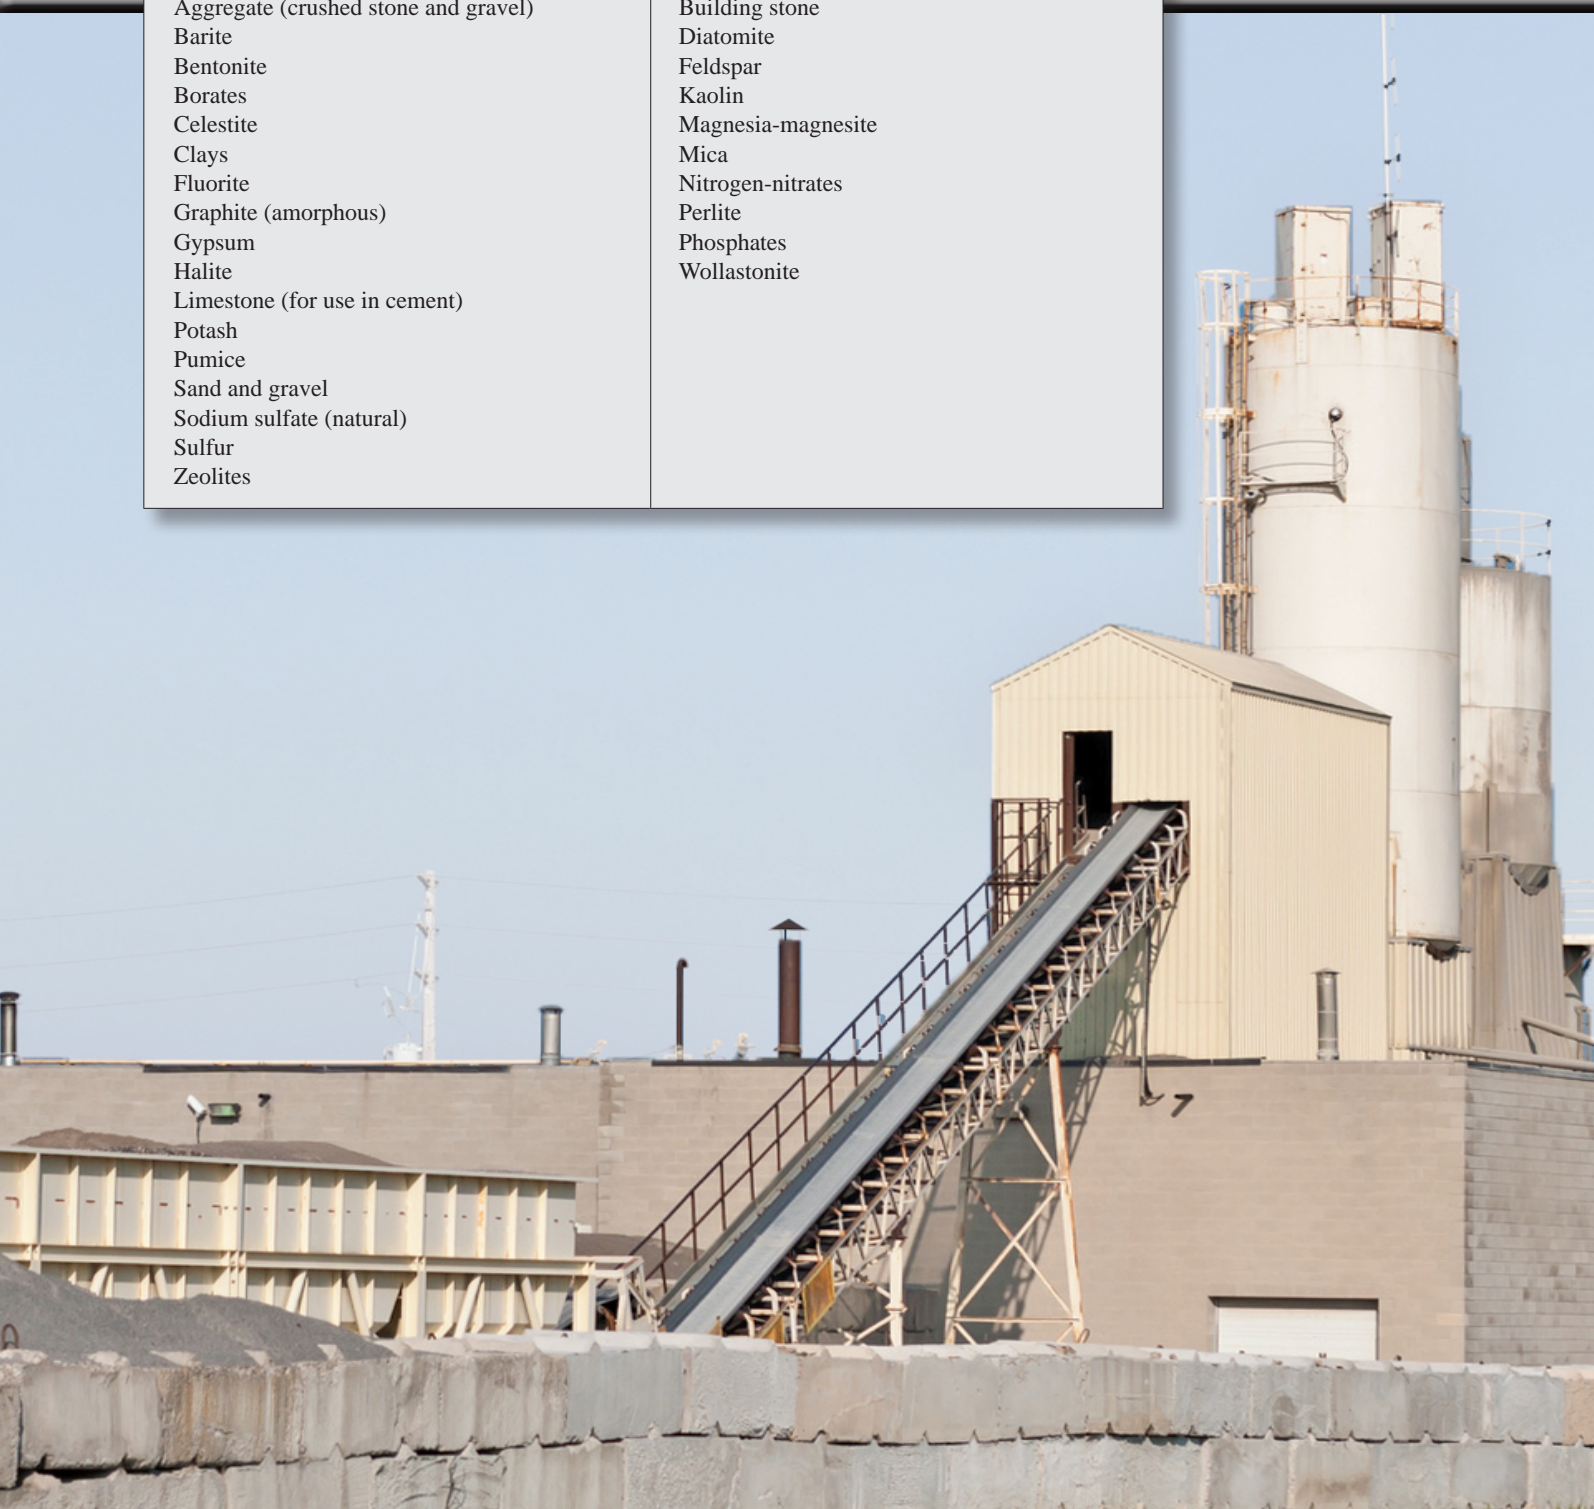 Aggregate (crushed stone and gravel)
Barite
Bentonite
Borates
Celestite
Clays
Fluorite
Graphite (amorphous)
Gypsum
Halite
Limestone (for use in cement)
Potash
Pumice
Sand and gravel
Sodium sulfate (natural)
Sulfur
Zeolites
Building stone
Diatomite
Feldspar
Kaolin
Magnesia-magnesite
Mica
Nitrogen-nitrates
Perlite
Phosphates
Wollastonite